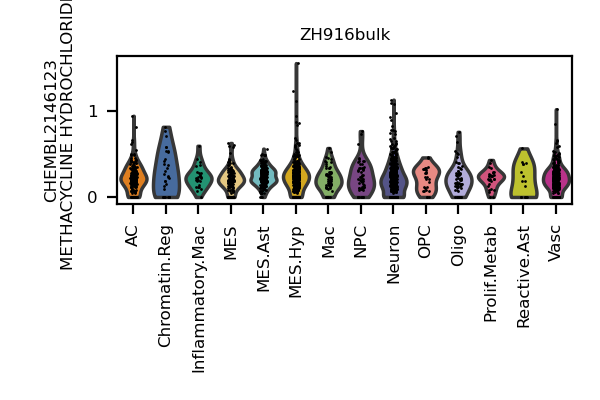 ZH916bulk
CHEMBL2146123
METHACYCLINE HYDROCHLORID
1
0
AC
Chromatin.Reg
Inflammatory.Mac
MES
MES.Ast
MES.Hyp
Mac
NPC
Neuron
OPC
Oligo
Prolif.Metab
Reactive.Ast
Vasc